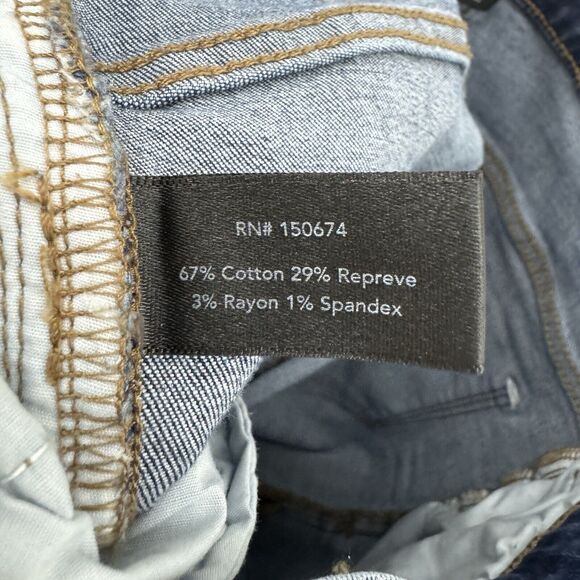 RN# 150674
67% Cotton 29% Repreve
3% Rayon 1% Spandex